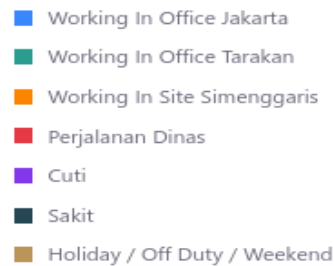 Working In Office Jakarta
Working In Office Tarakan
Working In Site Simenggaris
Perjalanan Dinas
Cuti
Sakit
Holiday / Off Duty / Weekend